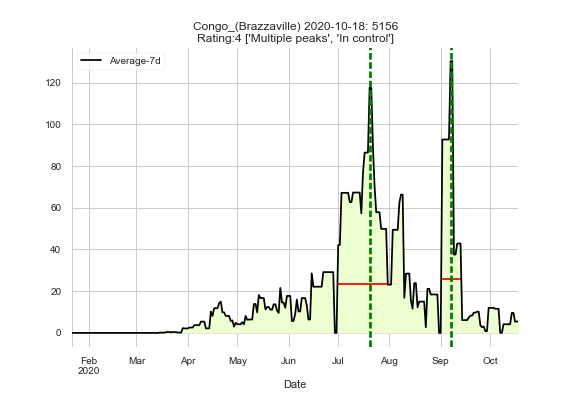 Congo_(Brazzaville) 2020-10-18: 5156
Rating:4 ['Multiple peaks', 'In control']
Average-7d
120
100
80
60
40
20
0
Feb Mar Apr May Jun Jul Aug Sep Oct
2020
Date